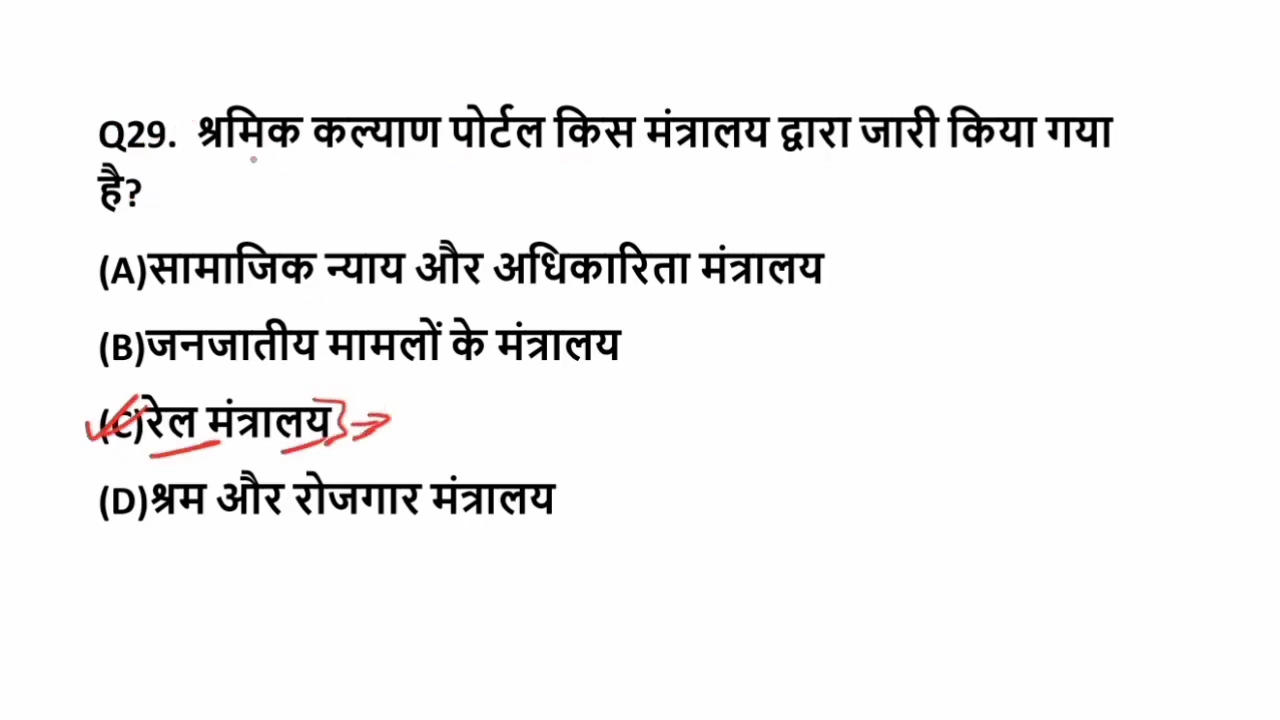 Q29. श्रमिक कल्याण पोर्टल किस मंत्रालय द्वारा जारी किया गया
है?
(A)सामाजिक न्याय और अधिकारिता मंत्रालय
(B)जनजातीय मामलों के मंत्रालय
(C)रेल मंत्रालय
(D)श्रम और रोजगार मंत्रालय